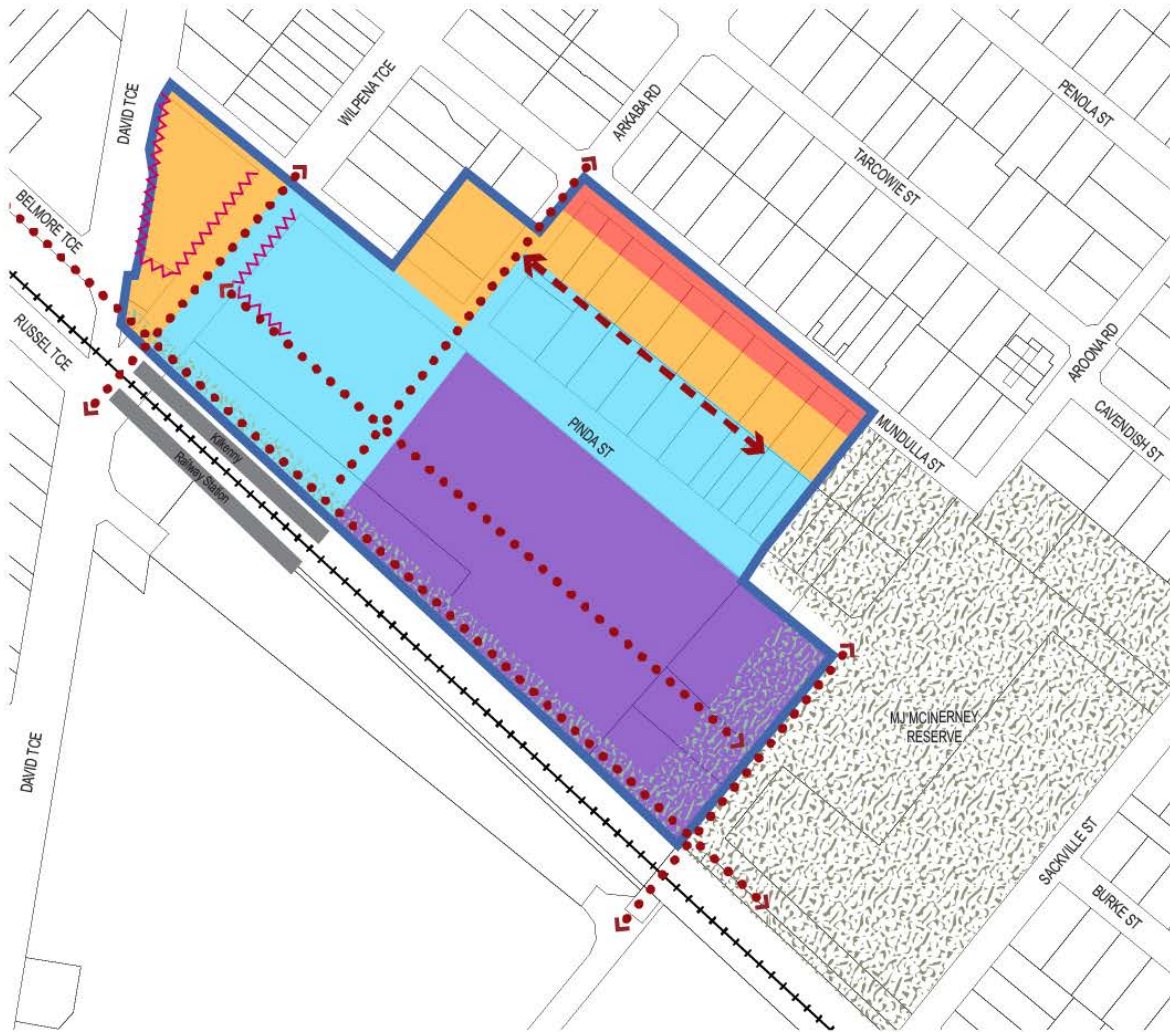 PENOLA ST
WILPENA TCE
DAVID TCE
ARKABA RD
TARCOWIE ST
BELMORE TCE
RUSSEL TCE
AROONA RD
CAVENDISH ST
MUNDULLA ST
PINDA ST
Kilkenny
Railway Station
MJ MCINERNEY
RESERVE
DAVID TCE
SACKVILLE ST
BURKE ST